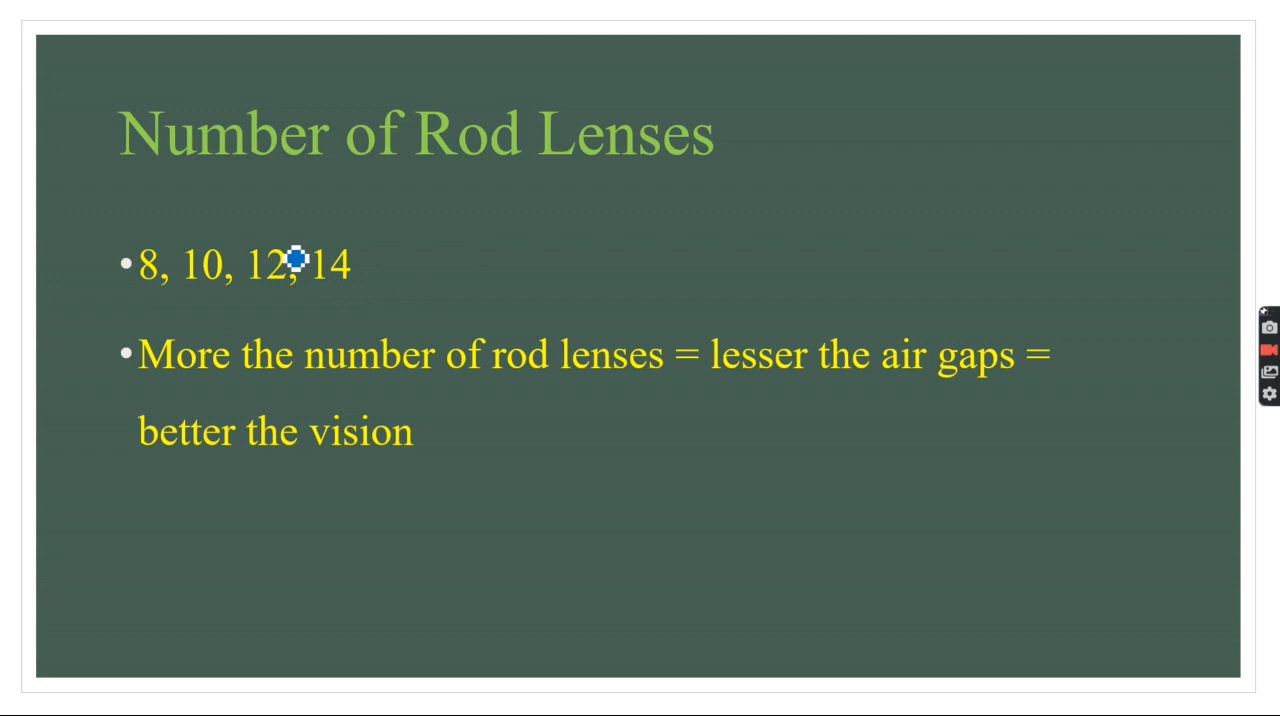 Number of Rod Lenses
•8, 10, 12, 14
•More the number of rod lenses = lesser the air gaps =
better the vision